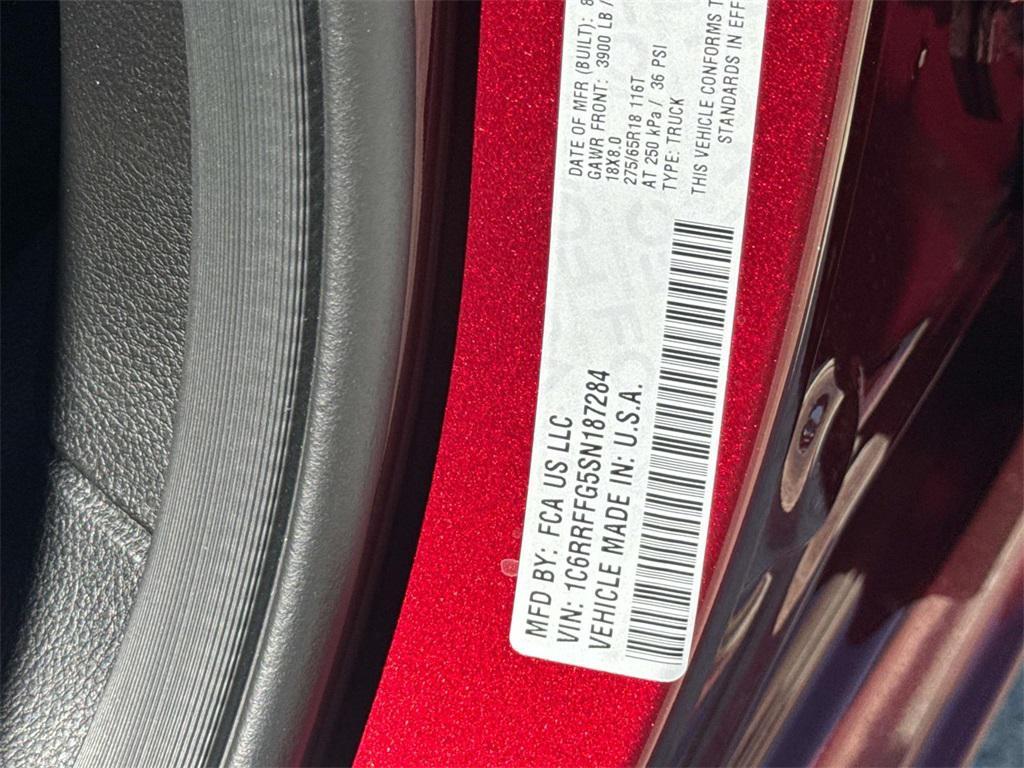 MFD BY: FCA US LLC
VIN: 1C6RRFFG5SN187284
VEHICLE MADE IN: U.S.A.
DATE OF MFR (BUILT): 8
GAWR FRONT: 3900 LB /
18X8.0
275/65R18 116T
AT 250 kPa / 36 PSI
TYPE: TRUCK
THIS VEHICLE CONFORMS T
STANDARDS IN EFF